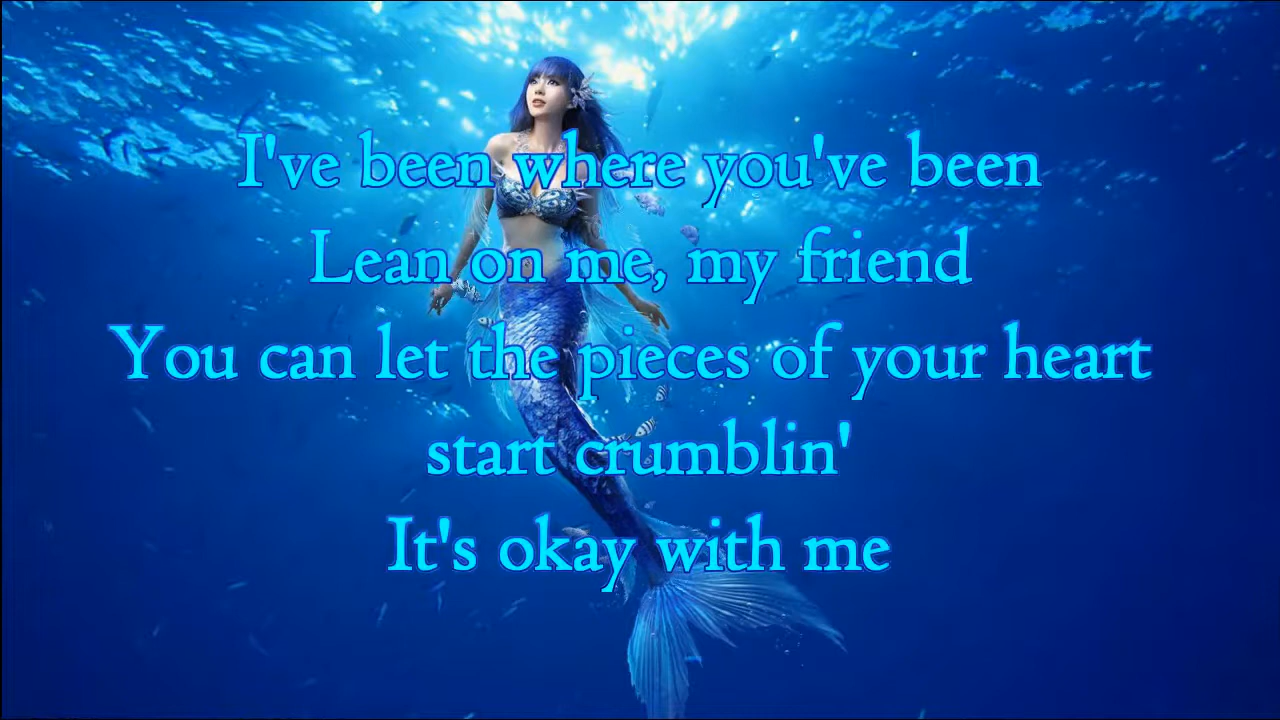 I've been where you've been
Lean on me, my friend
You can let the pieces of your heart
start crumblin'
It's okay with me